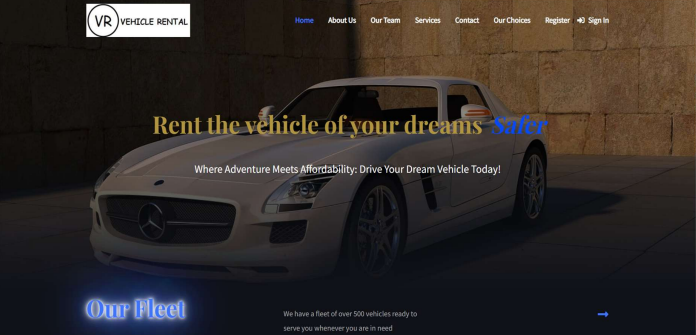 VR VEHICLE RENTAL
Home About Us Our Team Services Contact Our Choices Register Sign In
Rent the vehicle of your dreams Safer
Where Adventure Meets Affordability: Drive Your Dream Vehicle Today!
Our Fleet
We have a fleet of over 500 vehicles ready to
serve you whenever you are in need